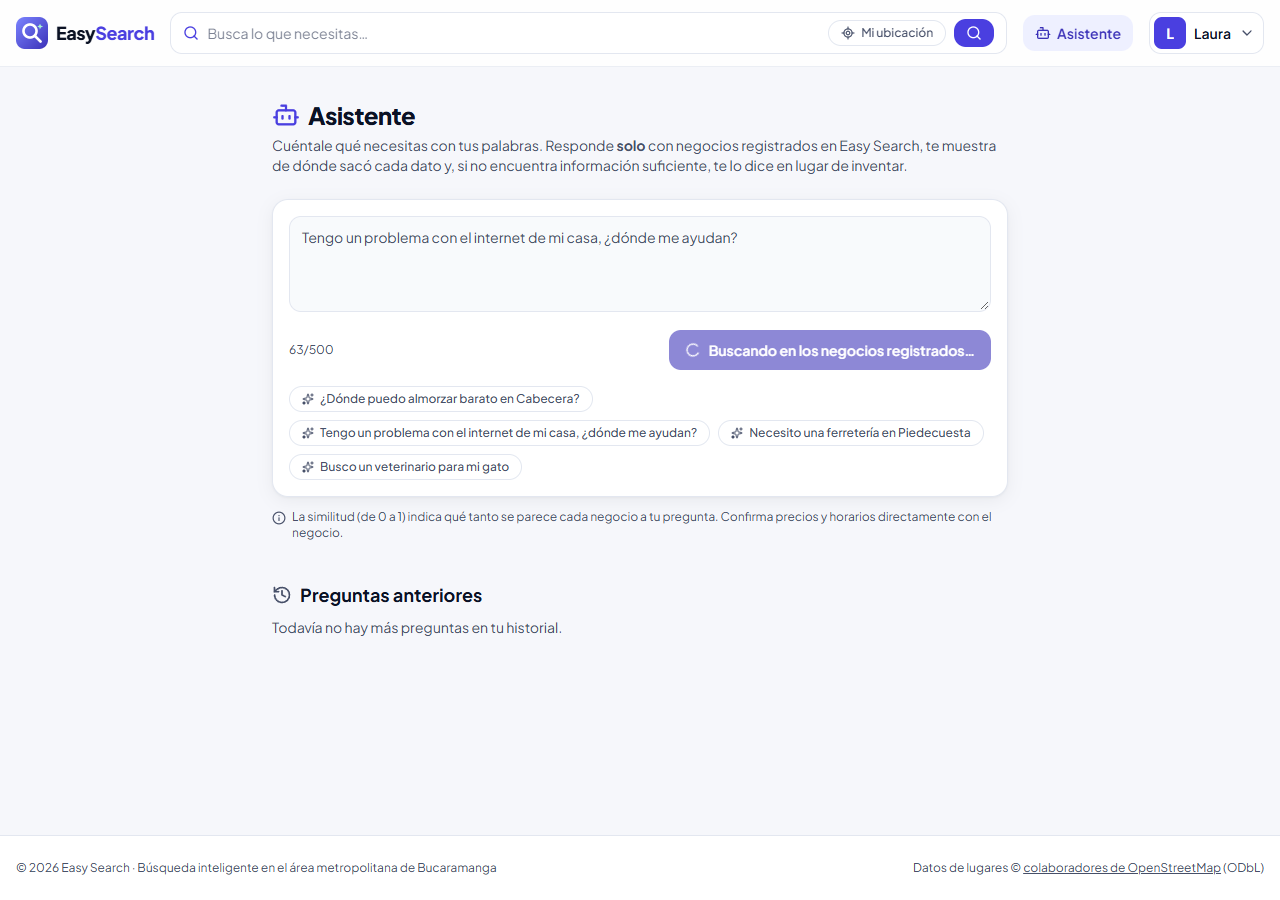 EasySearch
Busca lo que necesitas…
Mi ubicación
Asistente
L
Laura
Asistente
Cuéntale qué necesitas con tus palabras. Responde solo con negocios registrados en Easy Search, te muestra
de dónde sacó cada dato y, si no encuentra información suficiente, te lo dice en lugar de inventar.
Tengo un problema con el internet de mi casa, ¿dónde me ayudan?
63/500
Buscando en los negocios registrados…
¿Dónde puedo almorzar barato en Cabecera?
Tengo un problema con el internet de mi casa, ¿dónde me ayudan?
Necesito una ferretería en Piedecuesta
Busco un veterinario para mi gato
La similitud (de 0 a 1) indica qué tanto se parece cada negocio a tu pregunta. Confirma precios y horarios directamente con el
negocio.
Preguntas anteriores
Todavía no hay más preguntas en tu historial.
© 2026 Easy Search · Búsqueda inteligente en el área metropolitana de Bucaramanga
Datos de lugares © colaboradores de OpenStreetMap (ODbL)